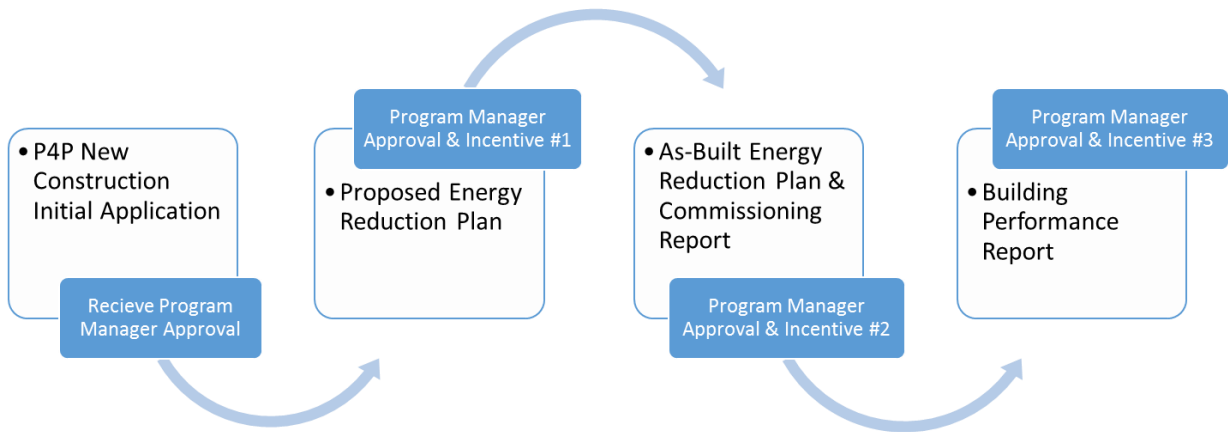 • P4P New
Construction
Initial Application
Recieve Program
Manager Approval
Program Manager
Approval & Incentive #1
• Proposed Energy
Reduction Plan
• As-Built Energy
Reduction Plan &
Commissioning
Report
Program Manager
Approval & Incentive #2
Program Manager
Approval & Incentive #3
• Building
Performance
Report